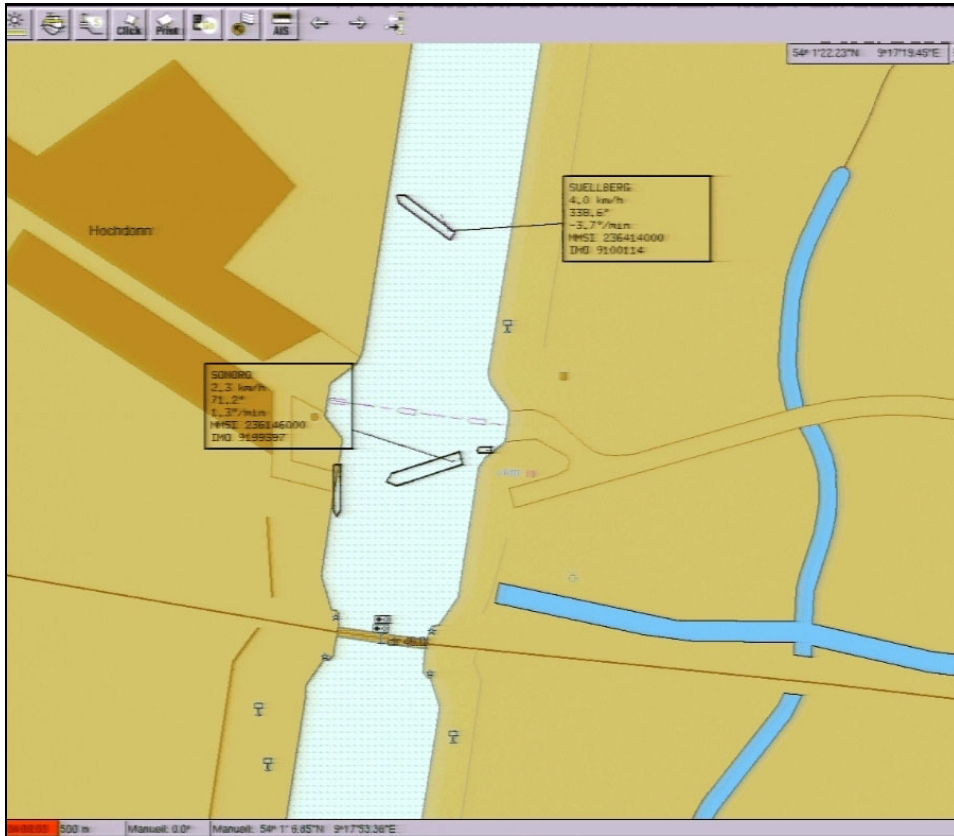 Click Print AIS
54° 1'22.23"N 9°17'19.45"E
SUELLBERG
4.0 km/h
338.6°
-3.7°/min
MMSI 236414000
IMO 9100114
Hochdonn
SONORO
2.3 km/h
71.2°
1.3°/min
MMSI 236146000
IMO 9199397
500 m Manuell: 0.0° Manuell: 54° 1' 6.85"N 9°17'53.36"E